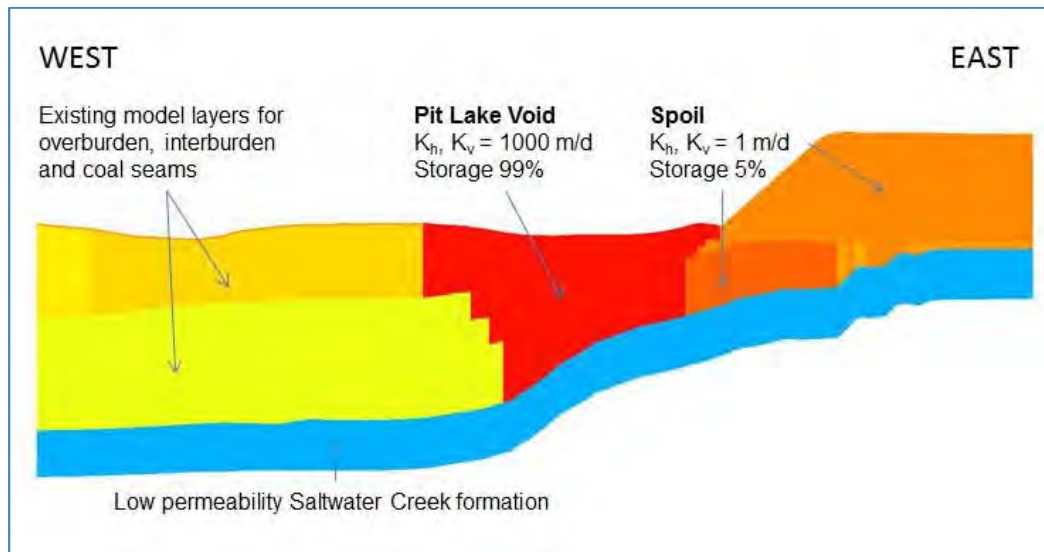 WEST
EAST
Existing model layers for
overburden, interburden
and coal seams
Pit Lake Void
Kh, Kv = 1000 m/d
Storage 99%
Spoil
Kh, Kv = 1 m/d
Storage 5%
Low permeability Saltwater Creek formation